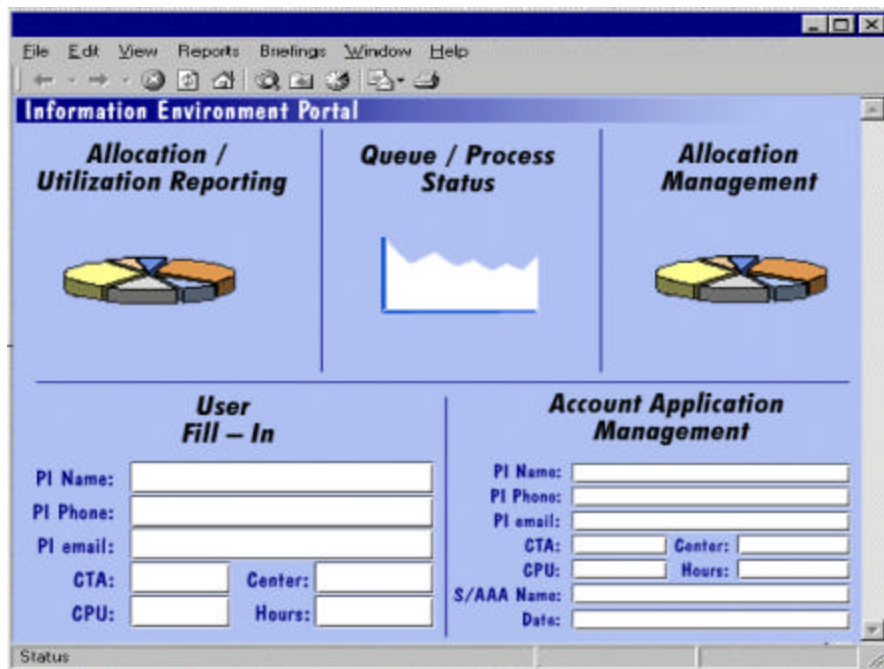 File Edit View Reports Briefings Window Help
Information Environment Portal
Allocation /
Utilization Reporting
Queue / Process
Status
Allocation
Management
User
Fill – In
PI Name:
PI Phone:
PI email:
CTA: Center:
CPU: Hours:
Account Application
Management
PI Name:
PI Phone:
PI email:
CTA: Center:
CPU: Hours:
S/AAA Name:
Date:
Status